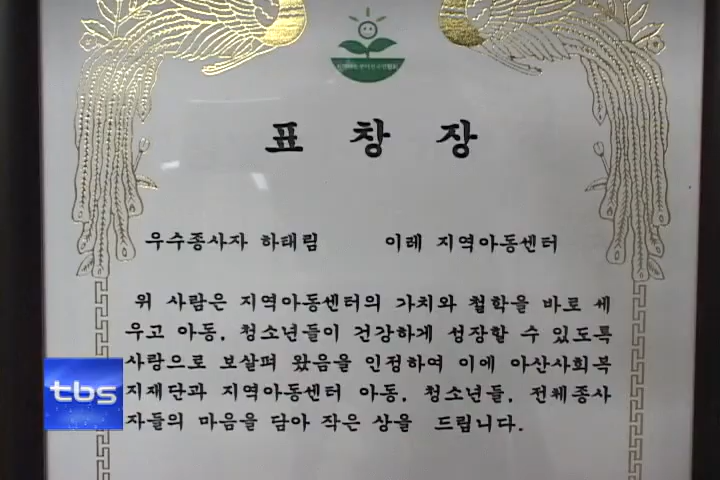 표 창 장
우수종사자 하태림 이레 지역아동센터
위 사람은 지역아동센터의 가치와 철학을 바로 세
우고 아동, 청소년들이 건강하게 성장할 수 있도록
사랑으로 보살펴 왔음을 인정하여 이에 아산사회복
지재단과 지역아동센터 아동, 청소년들, 전체종사
자들의 마음을 담아 작은 상을 드립니다.
tbs